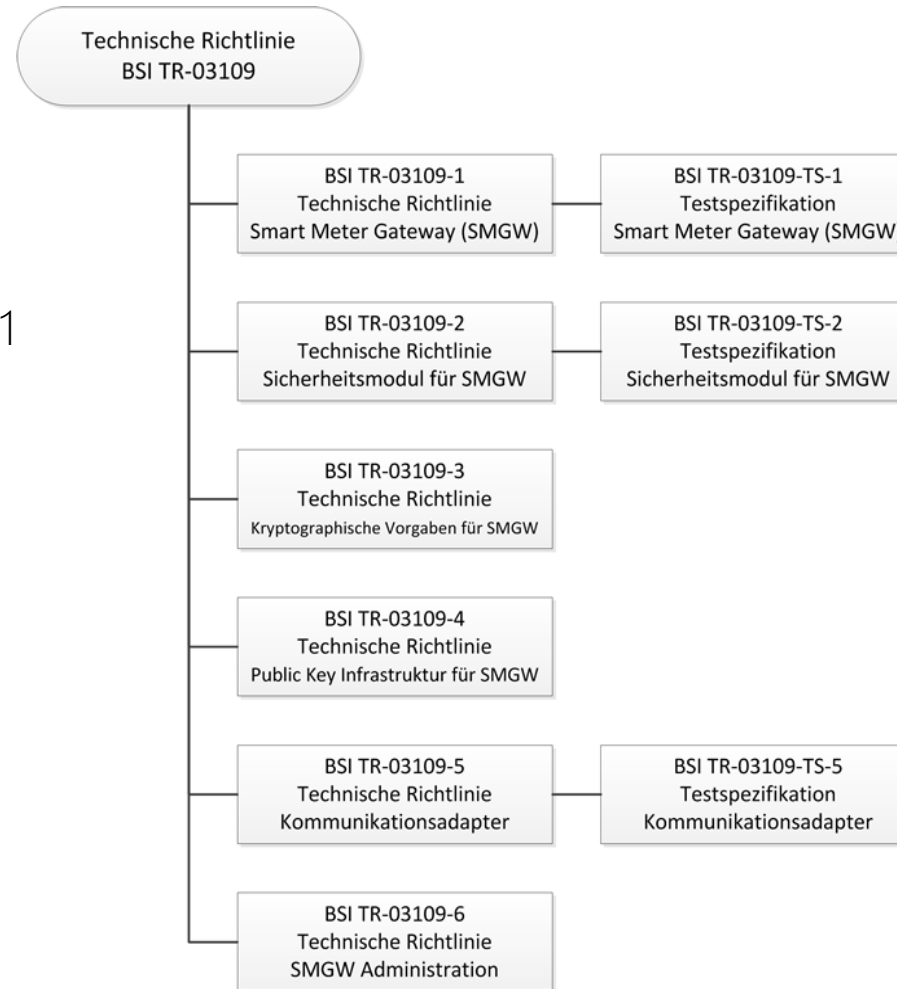 Technische Richtlinie
BSI TR-03109
BSI TR-03109-1
Technische Richtlinie
Smart Meter Gateway (SMGW)
BSI TR-03109-TS-1
Testspezifikation
Smart Meter Gateway (SMGW
1
BSI TR-03109-2
Technische Richtlinie
Sicherheitsmodul für SMGW
BSI TR-03109-TS-2
Testspezifikation
Sicherheitsmodul für SMGW
BSI TR-03109-3
Technische Richtlinie
Kryptographische Vorgaben für SMGW
BSI TR-03109-4
Technische Richtlinie
Public Key Infrastruktur für SMGW
BSI TR-03109-5
Technische Richtlinie
Kommunikationsadapter
BSI TR-03109-TS-5
Testspezifikation
Kommunikationsadapter
BSI TR-03109-6
Technische Richtlinie
SMGW Administration